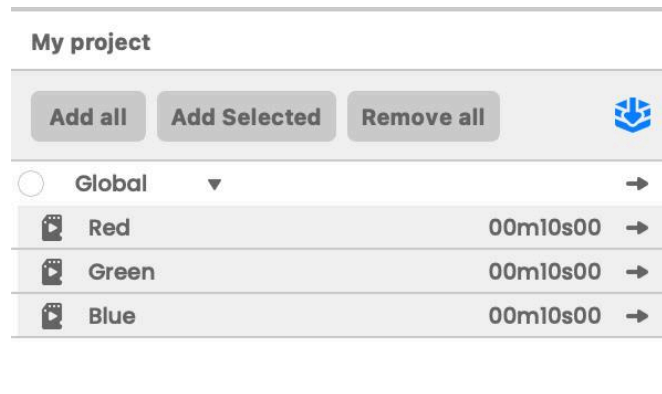 My project
Add all Add Selected Remove all
Global
Red 00m10s00
Green 00m10s00
Blue 00m10s00